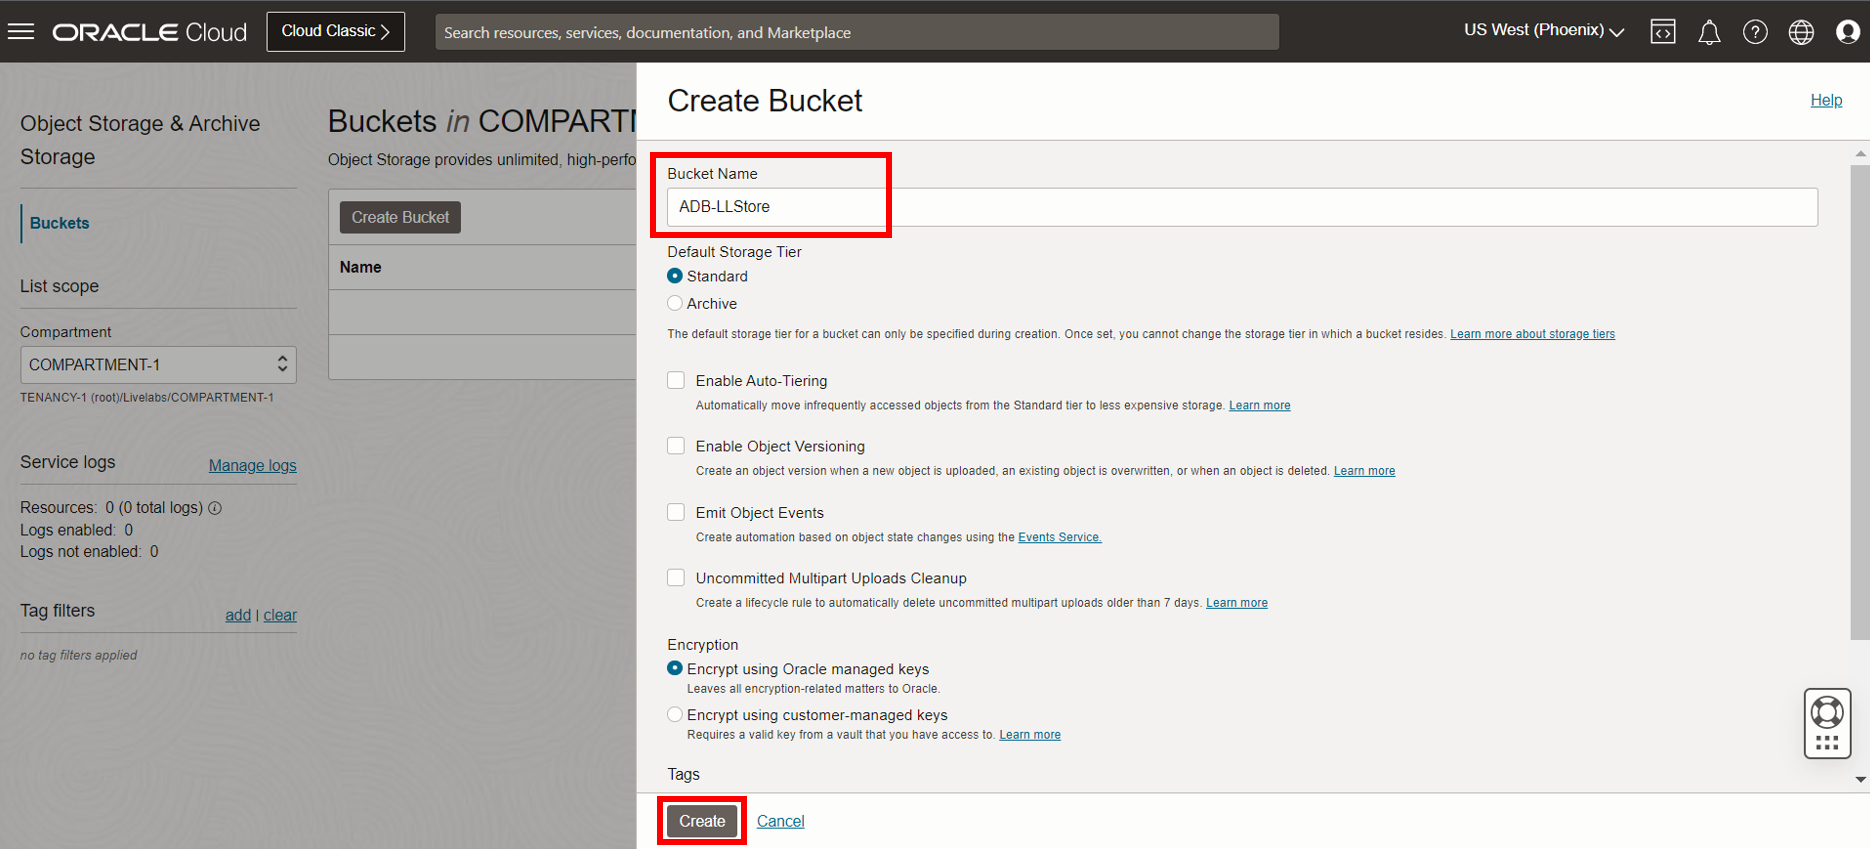 ORACLE Cloud
Cloud Classic
Search resources, services, documentation, and Marketplace
US West (Phoenix)
Object Storage & Archive
Storage
Buckets
List scope
Compartment
COMPARTMENT-1
TENANCY-1 (root)/Livelabs/COMPARTMENT-1
Service logs
Manage logs
Resources: 0 (0 total logs)
Logs enabled: 0
Logs not enabled: 0
Tag filters
add | clear
no tag filters applied
Buckets in COMPARTM
Object Storage provides unlimited, high-perfo
Create Bucket
Name
Create Bucket
Help
Bucket Name
ADB-LLStore
Default Storage Tier
Standard
Archive
The default storage tier for a bucket can only be specified during creation. Once set, you cannot change the storage tier in which a bucket resides. Learn more about storage tiers
Enable Auto-Tiering
Automatically move infrequently accessed objects from the Standard tier to less expensive storage. Learn more
Enable Object Versioning
Create an object version when a new object is uploaded, an existing object is overwritten, or when an object is deleted. Learn more
Emit Object Events
Create automation based on object state changes using the Events Service.
Uncommitted Multipart Uploads Cleanup
Create a lifecycle rule to automatically delete uncommitted multipart uploads older than 7 days. Learn more
Encryption
Encrypt using Oracle managed keys
Leaves all encryption-related matters to Oracle.
Encrypt using customer-managed keys
Requires a valid key from a vault that you have access to. Learn more
Tags
Create
Cancel